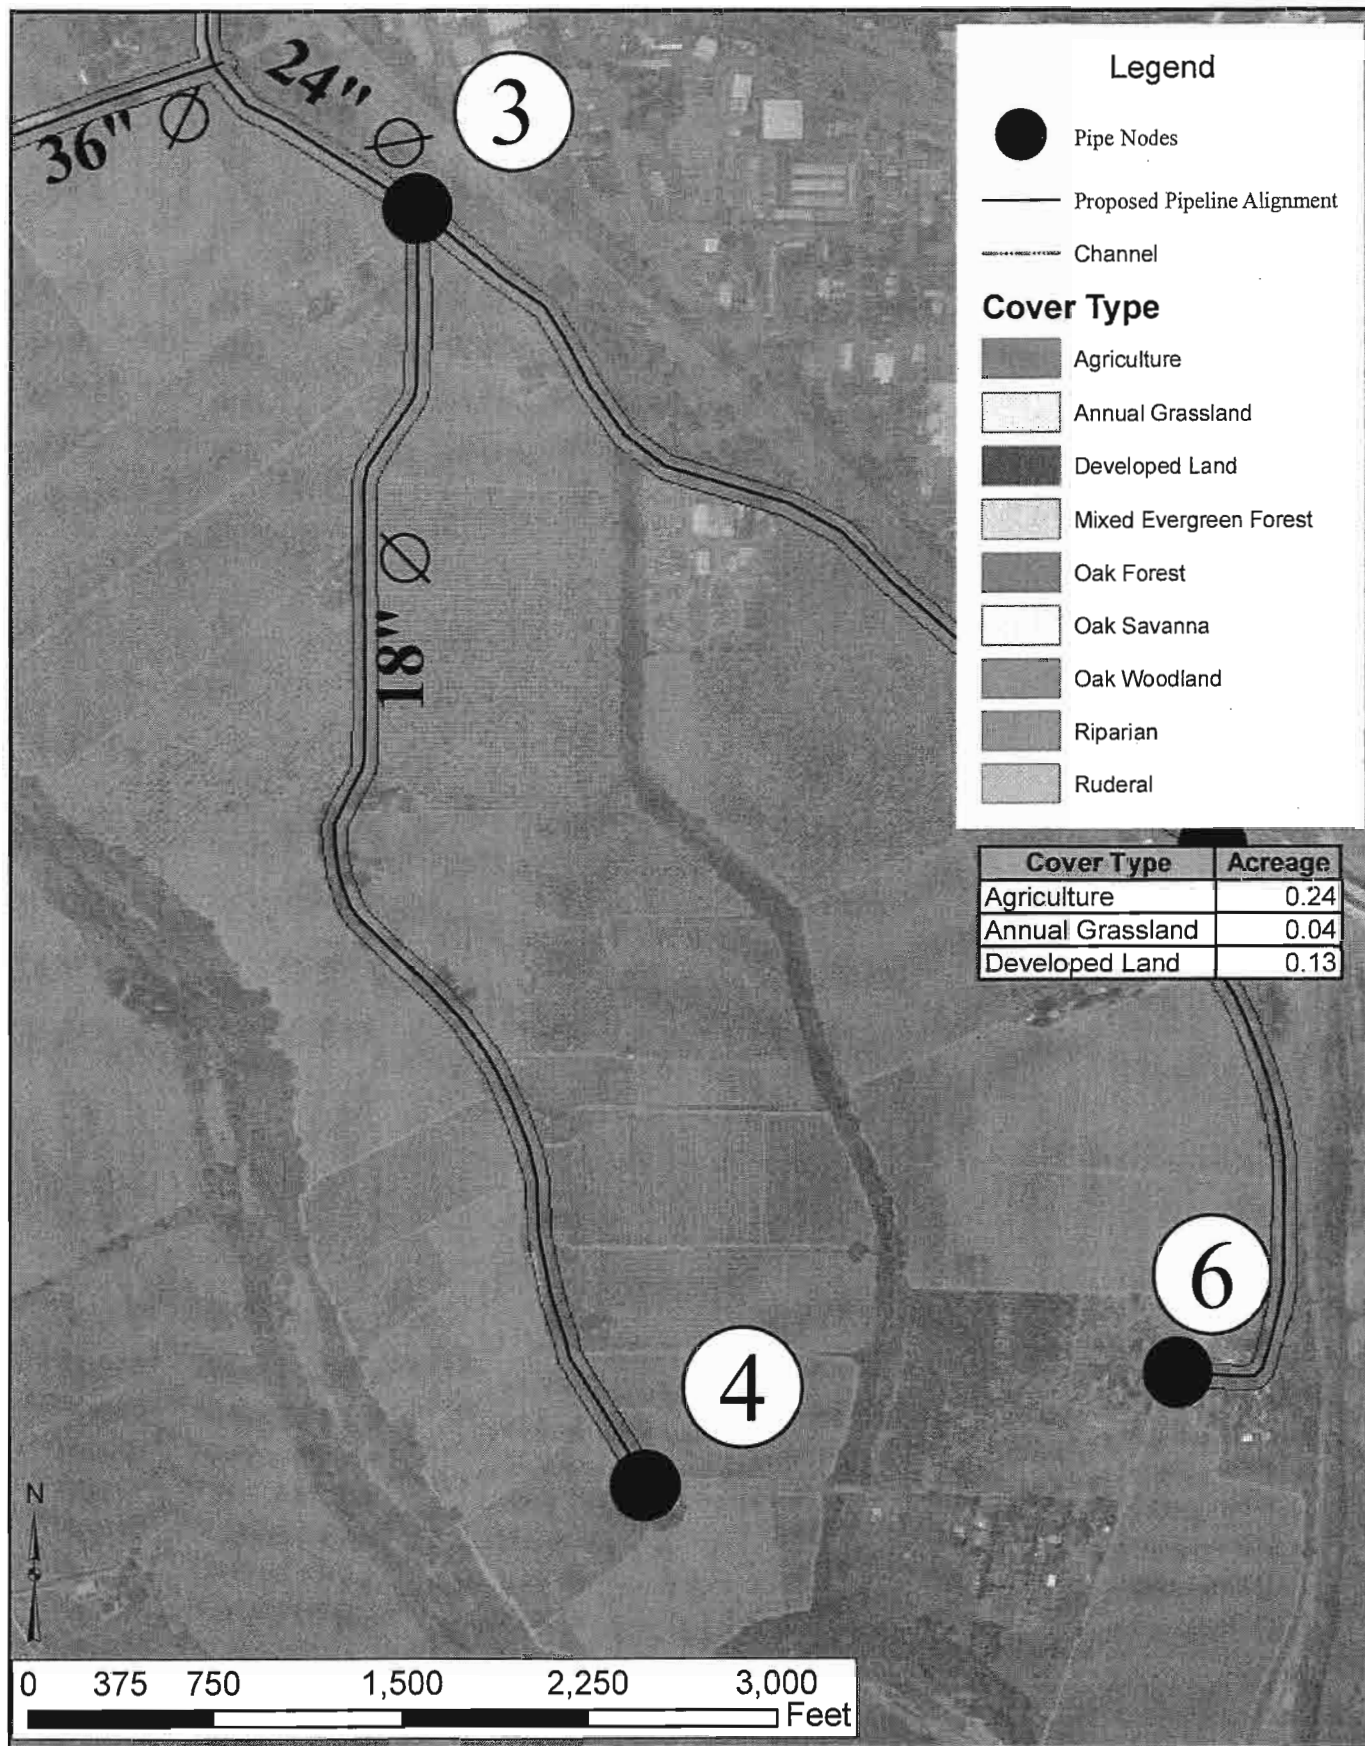 24" Ø
36" Ø
3
18" Ø
4
6
N
0 375 750 1,500 2,250 3,000
Feet
Legend
Pipe Nodes
Proposed Pipeline Alignment
Channel
Cover Type
Agriculture
Annual Grassland
Developed Land
Mixed Evergreen Forest
Oak Forest
Oak Savanna
Oak Woodland
Riparian
Ruderal
Cover Type Acreage
Agriculture 0.24
Annual Grassland 0.04
Developed Land 0.13